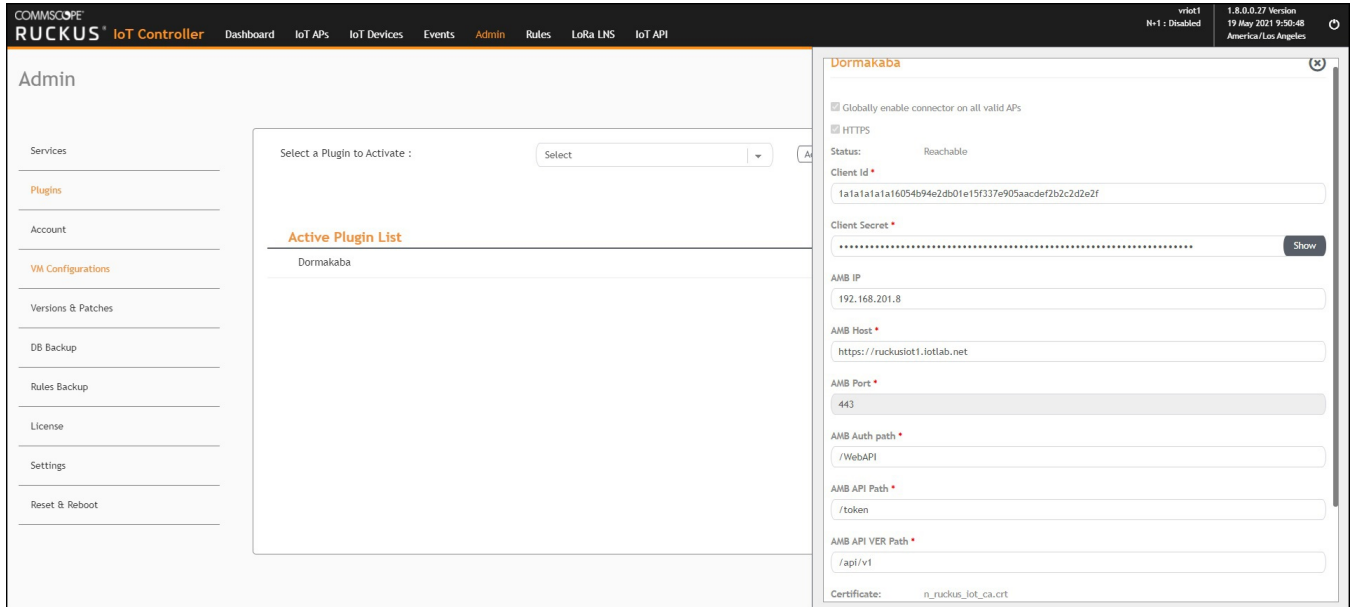 COMMSCOPE®
RUCKUS® IoT Controller Dashboard IoT APs IoT Devices Events Admin Rules LoRa LNS IoT API
vriot1
N+1 : Disabled
1.8.0.0.27 Version
19 May 2021 9:50:48
America/Los Angeles
Admin
Services
Plugins
Account
VM Configurations
Versions & Patches
DB Backup
Rules Backup
License
Settings
Reset & Reboot
Select a Plugin to Activate :
Select
Active Plugin List
Dormakaba
Dormakaba
Globally enable connector on all valid APs
HTTPS
Status: Reachable
Client Id *
1a1a1a1a1a16054b94e2db01e15f337e905aacdef2b2c2d2e2f
Client Secret *
Show
AMB IP
192.168.201.8
AMB Host *
https://ruckusiot1.iotlab.net
AMB Port *
443
AMB Auth path *
/WebAPI
AMB API Path *
/token
AMB API VER Path *
/api/v1
Certificate: n_ruckus_iot_ca.crt